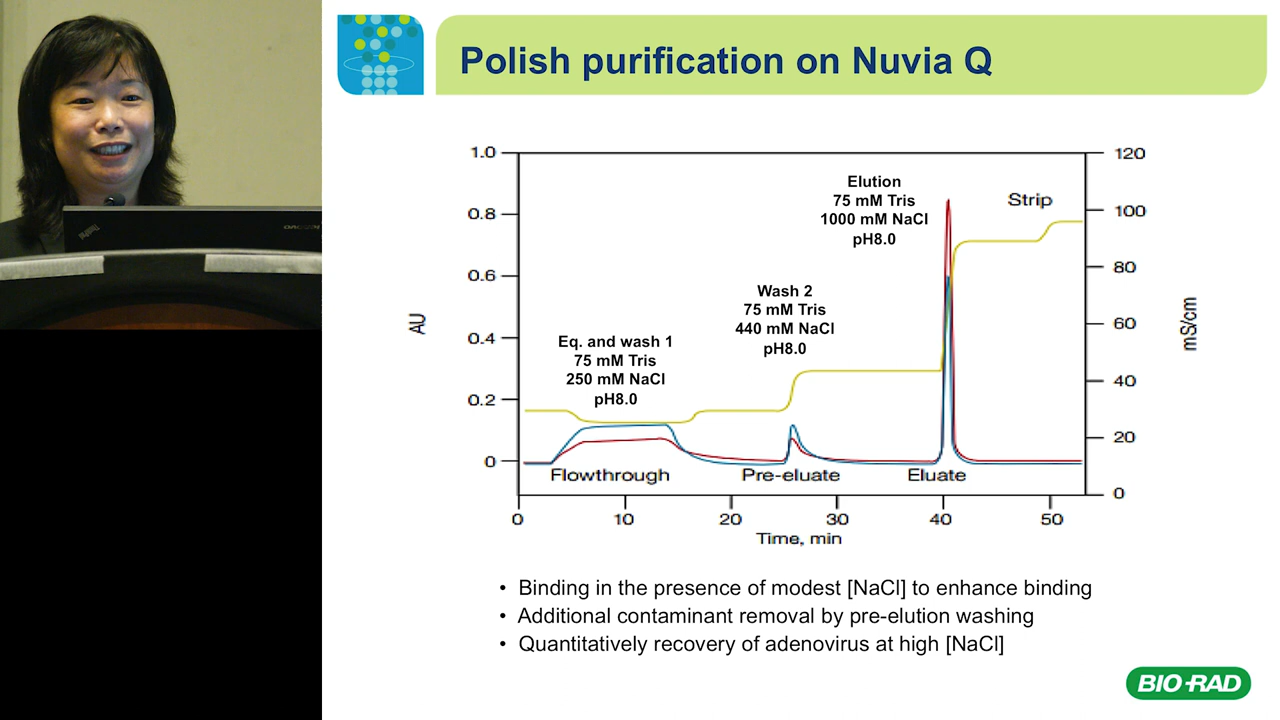 Polish purification on Nuvia Q
1.0
0.8
0.6
0.4
0.2
0
AU
120
100
80
60
40
20
0
mS/cm
Eq. and wash 1
75 mM Tris
250 mM NaCl
pH8.0
Wash 2
75 mM Tris
440 mM NaCl
pH8.0
Elution
75 mM Tris
1000 mM NaCl
pH8.0
Strip
Flowthrough
Pre-eluate
Eluate
0 10 20 30 40 50
Time, min
• Binding in the presence of modest [NaCl] to enhance binding
• Additional contaminant removal by pre-elution washing
• Quantitatively recovery of adenovirus at high [NaCl]
BIO-RAD
ThinkPad